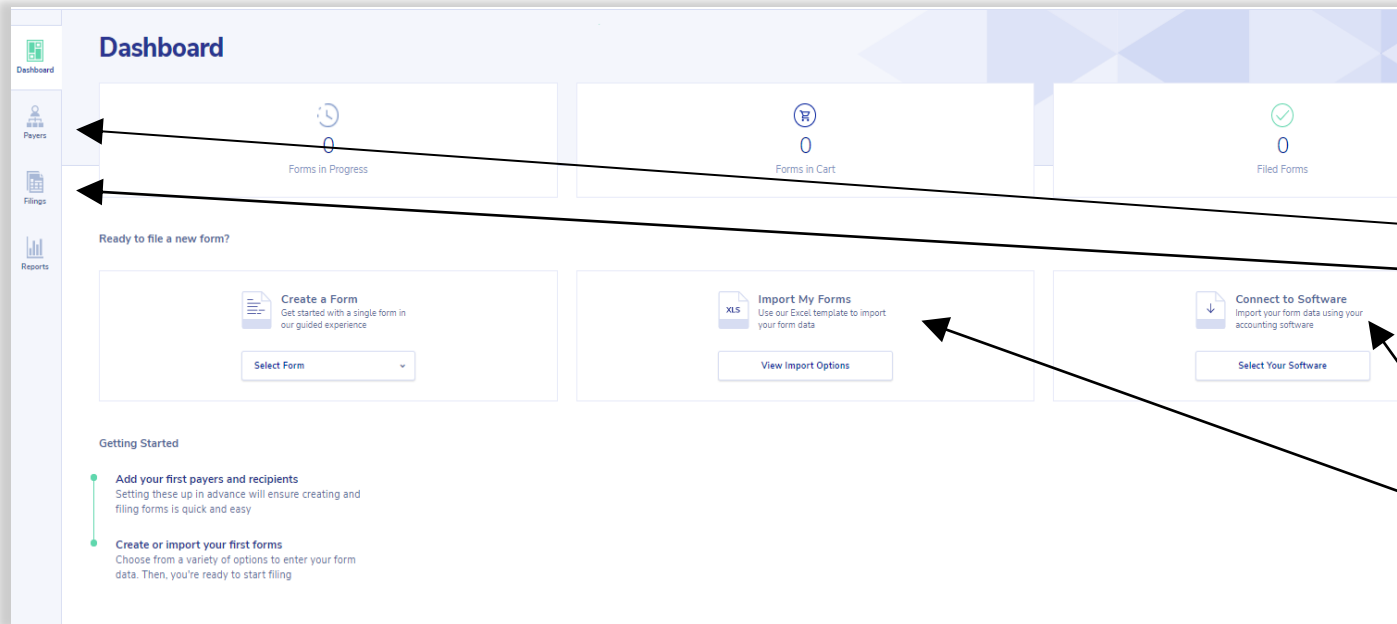 Dashboard
Dashboard
Payers
Filings
Reports
0
Forms in Progress
0
Forms in Cart
0
Filed Forms
Ready to file a new form?
Create a Form
Get started with a single form in
our guided experience
Select Form
XLS
Import My Forms
Use our Excel template to import
your form data
View Import Options
Connect to Software
Import your form data using your
accounting software
Select Your Software
Getting Started
Add your first payers and recipients
Setting these up in advance will ensure creating and
filing forms is quick and easy
Create or import your first forms
Choose from a variety of options to enter your form
data. Then, you're ready to start filing